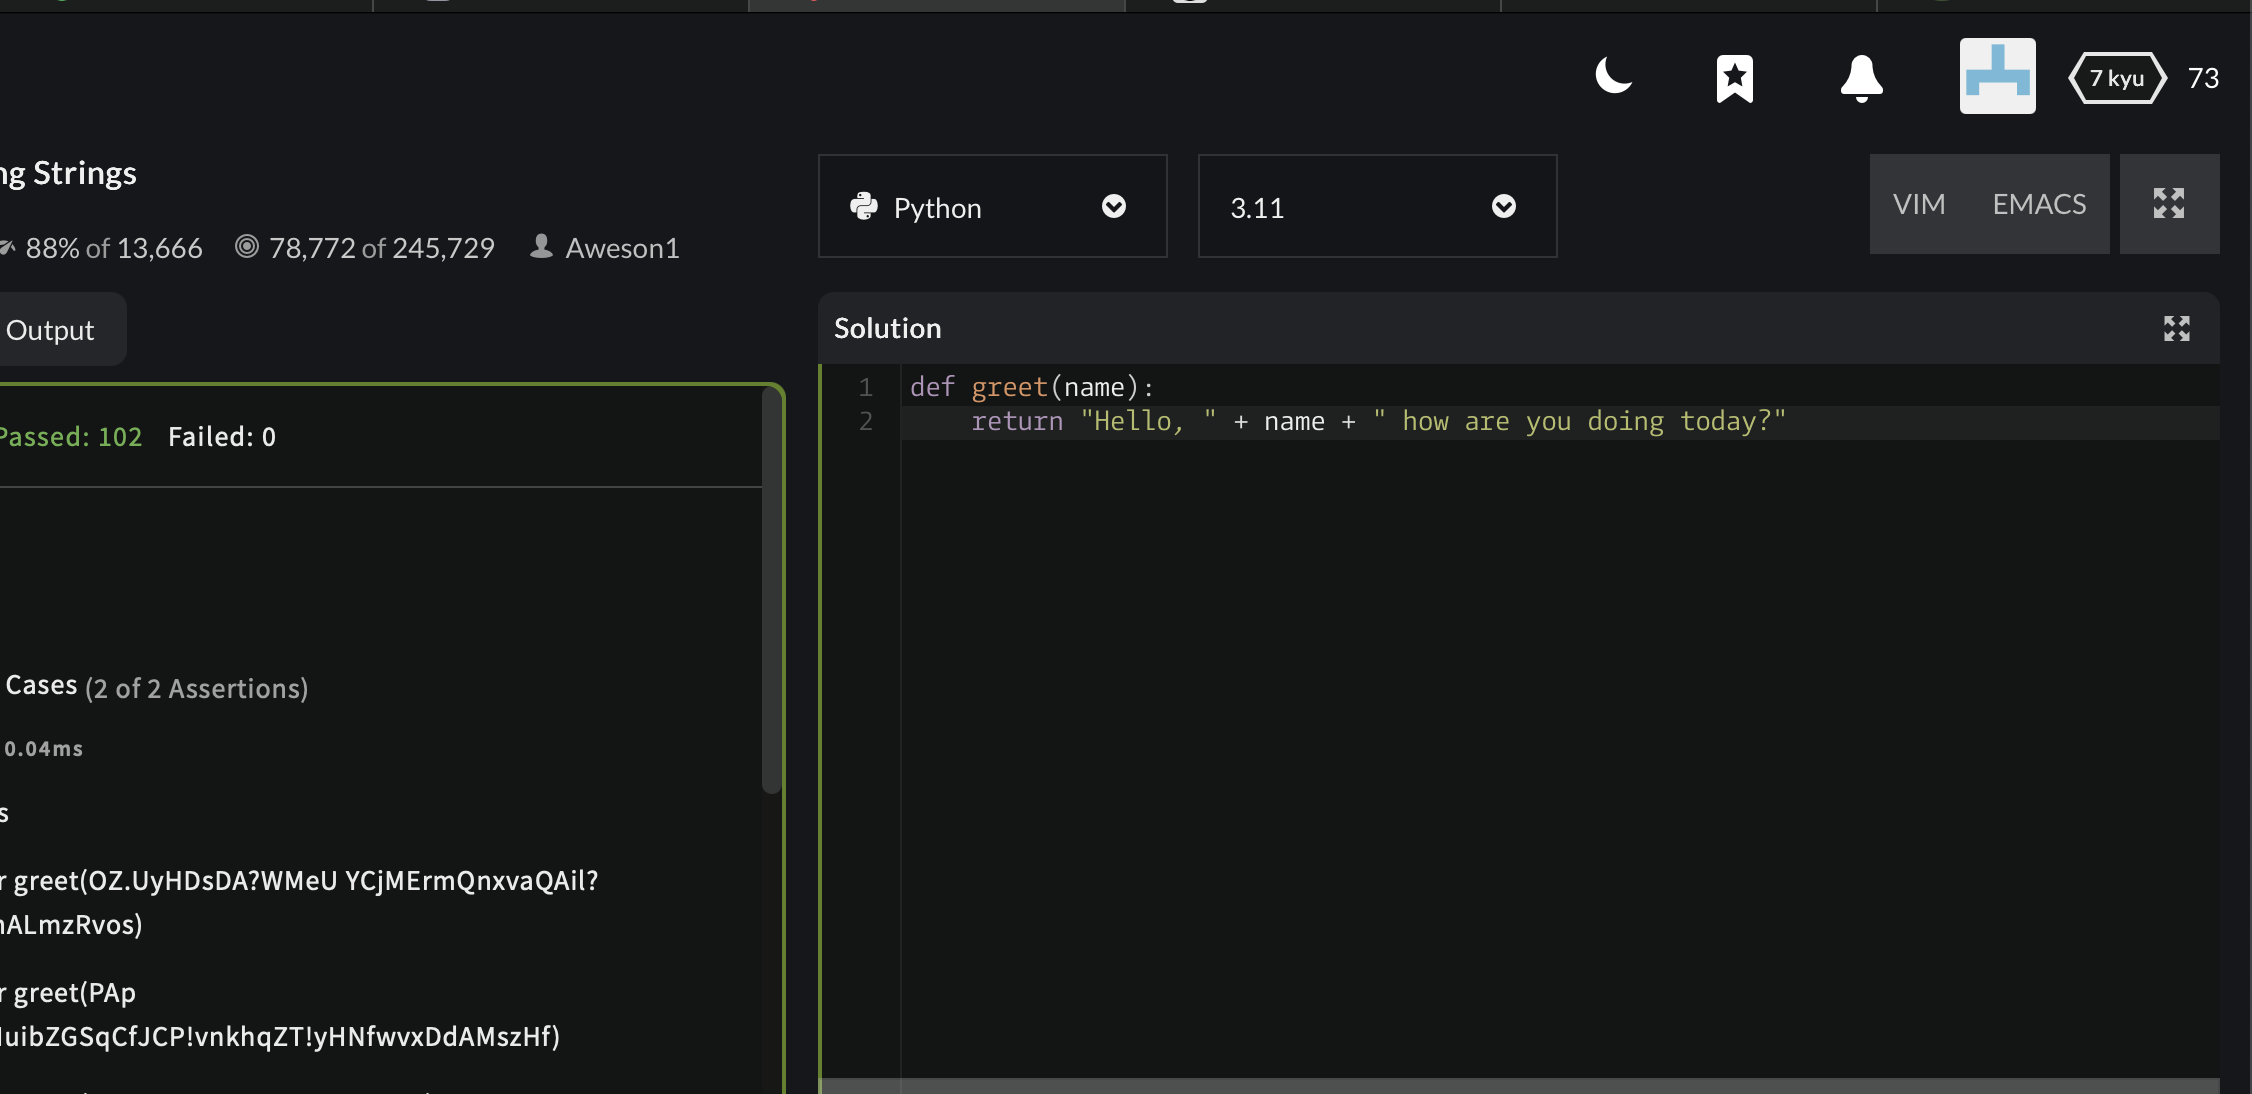 7 kyu 73
ng Strings
88% of 13,666 78,772 of 245,729 Aweson1
Python 3.11 VIM EMACS
Output
Passed: 102 Failed: 0
Cases (2 of 2 Assertions)
0.04ms
s
r greet(OZ.UyHDsDA?WMeU YCjMErmQnxvaQAil?
ALmzRvos)
r greet(PAp
uibZGSqCfJCP!vnkhqZT!yHNfwvxDdAMszHf)
Solution
1 def greet(name):
2 return "Hello, " + name + " how are you doing today?"